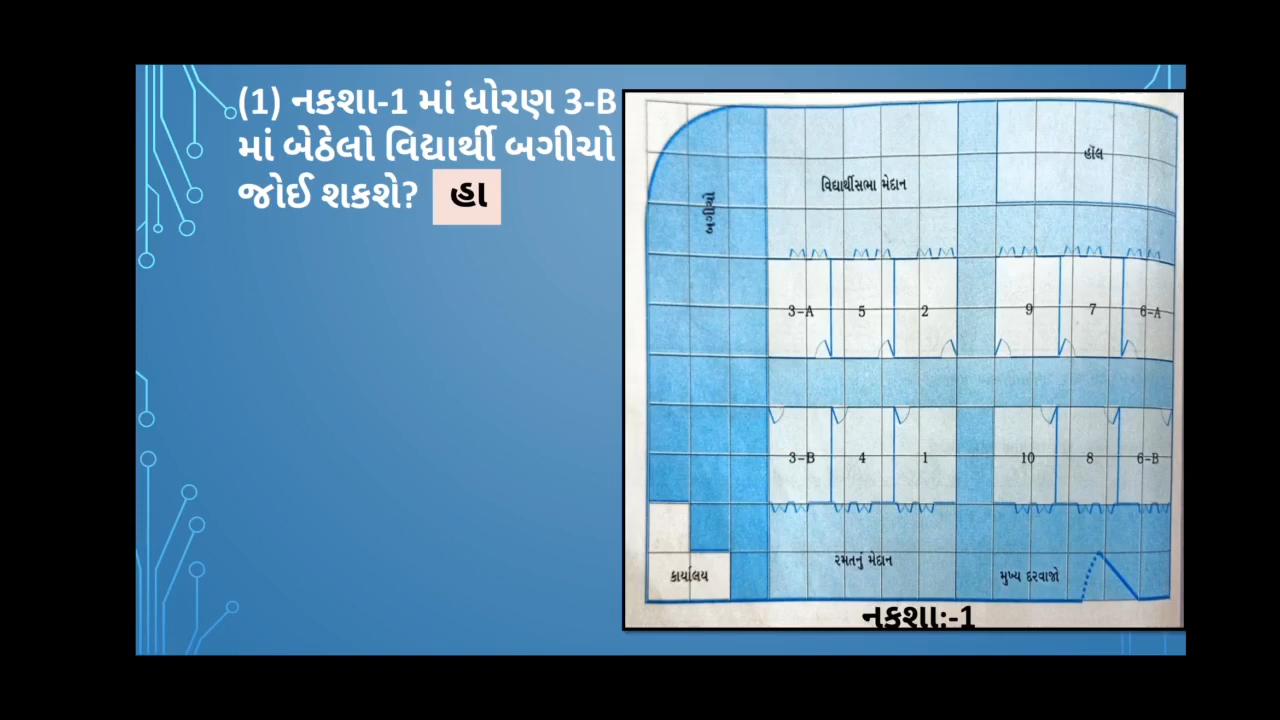 (1) નકશા-1 માં ધોરણ 3-B
માં બેઠેલો વિદ્યાર્થી બગીચો
જોઈ શકશે? હા
હૉલ
વિદ્યાર્થીસભા મેદાન
બગીચો
3-A 5 2 9 7 6-A
3-B 4 1 10 8 6-B
રમતનું મેદાન
કાર્યાલય
મુખ્ય દરવાજો
નકશા:-1